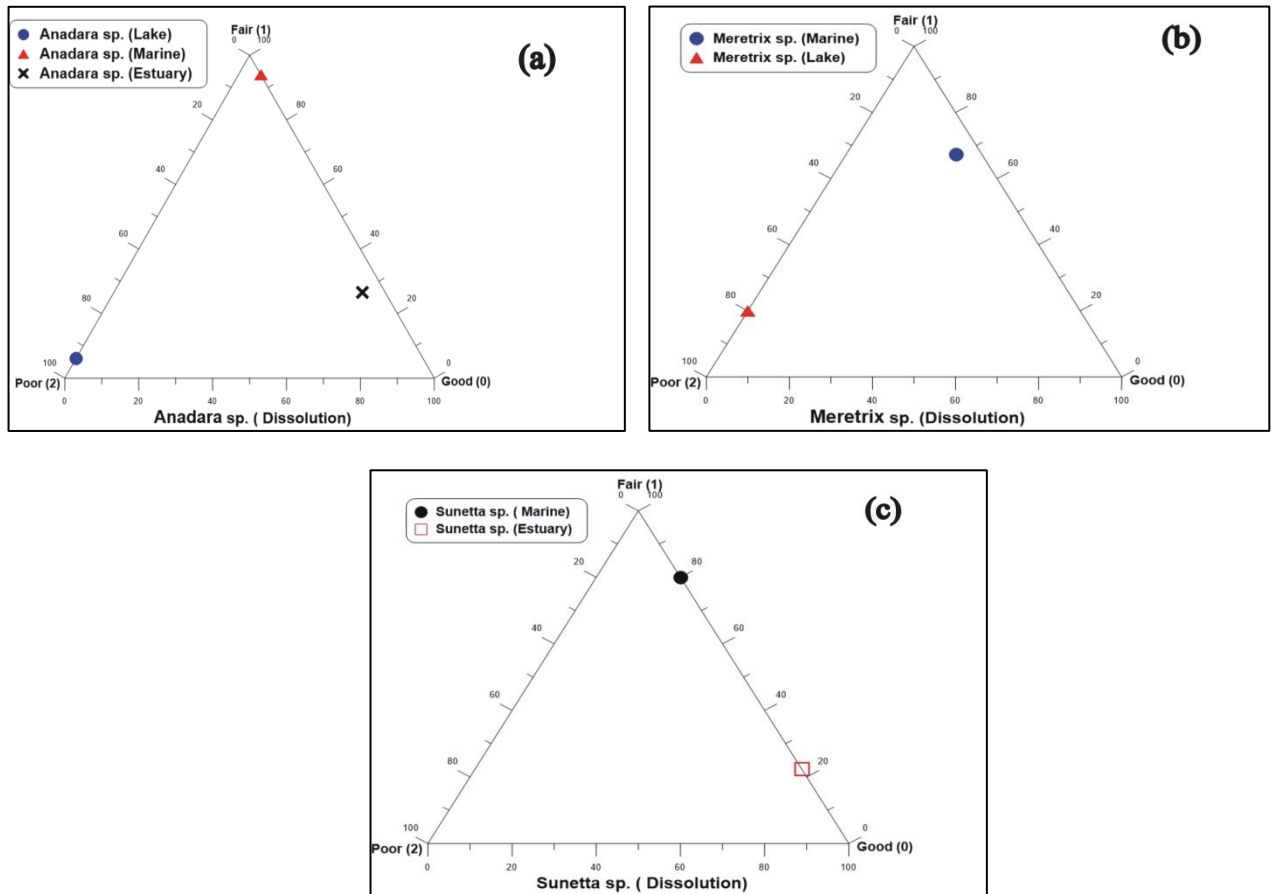 Anadara sp. (Lake)
Anadara sp. (Marine)
Anadara sp. (Estuary)
(a)
Fair (1)
0 100
20 80
40 60
60 40
80 20
100 0
Poor (2) Good (0)
0 20 40 60 80 100
Anadara sp. ( Dissolution)
Meretrix sp. (Marine)
Meretrix sp. (Lake)
(b)
Fair (1)
0 100
20 80
40 60
60 40
80 20
100 0
Poor (2) Good (0)
0 20 40 60 80 100
Meretrix sp. (Dissolution)
Sunetta sp. ( Marine)
Sunetta sp. (Estuary)
(c)
Fair (1)
0 100
20 80
40 60
60 40
80 20
100 0
Poor (2) Good (0)
0 20 40 60 80 100
Sunetta sp. ( Dissolution)